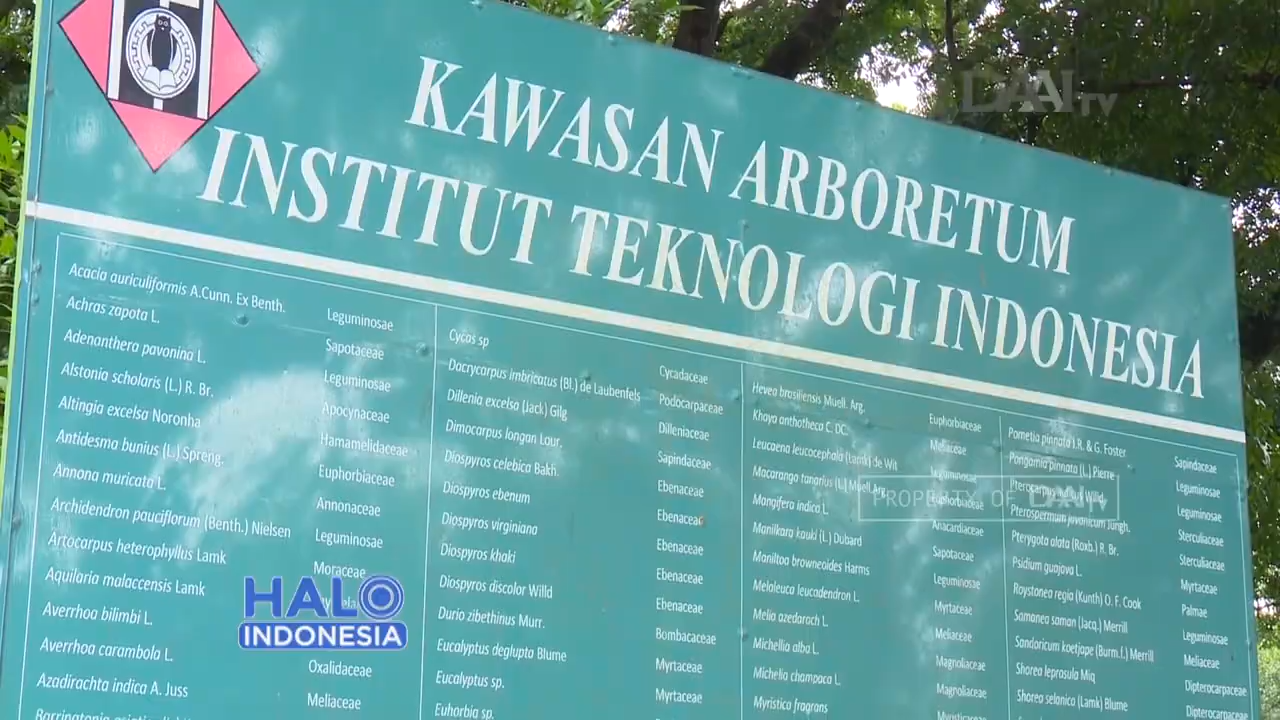 DAAITV
KAWASAN ARBORETUM
INSTITUT TEKNOLOGI INDONESIA
Acacia auriculiformis A.Cunn. Ex Benth. Leguminosae
Achras zapota L. Sapotaceae
Adenanthera pavonina L. Leguminosae
Alstonia scholaris (L.) R. Br. Apocynaceae
Altingia excelsa Noronha Hamamelidaceae
Antidesma bunius (L.) Spreng. Euphorbiaceae
Annona muricata L. Annonaceae
Archidendron pauciflorum (Benth.) Nielsen Leguminosae
Artocarpus heterophyllus Lamk Moraceae
Aquilaria malaccensis Lamk
Averrhoa bilimbi L.
Averrhoa carambola L. Oxalidaceae
Azadirachta indica A. Juss Meliaceae
Cycas sp Cycadaceae
Dacrycarpus imbricatus (Bl.) de Laubenfels Podocarpaceae
Dillenia excelsa (Jack) Gilg Dilleniaceae
Dimocarpus longan Lour. Sapindaceae
Diospyros celebica Bakh. Ebenaceae
Diospyros ebenum Ebenaceae
Diospyros virginiana Ebenaceae
Diospyros khaki Ebenaceae
Diospyros discolor Willd Ebenaceae
Durio zibethinus Murr. Bombacaceae
Eucalyptus deglupta Blume Myrtaceae
Eucalyptus sp. Myrtaceae
Euhorbia sp.
Hevea brasiliensis Muell. Arg. Euphorbiaceae
Khaya anthotheca C. DC. Meliaceae
Leucaena leucocephala (Lamk) de Wit Leguminosae
Macaranga tanarius (L) Muell Arg. Euphorbiaceae
Mangifera indica L. Anacardiaceae
Manilkara kauki (L.) Dubard Sapotaceae
Maniltoa browneoides Harms Leguminosae
Melaleuca leucadendron L. Myrtaceae
Melia azedarach L. Meliaceae
Michellia alba L. Magnoliaceae
Michelia champaca L. Magnoliaceae
Myristica fragrans Myristicaceae
Pometia pinnata J.R. & G. Foster Sapindaceae
Pongamia pinnata (L.) Pierre Leguminosae
Pterocarpus Willd Leguminosae
Pterospermum javanicum Jungh. Sterculiaceae
Pterygota alata (Roxb.) R. Br. Sterculiaceae
Psidium guajava L. Myrtaceae
Roystonea regia (Kunth) O. F. Cook Palmae
Samanea saman (Jacq.) Merrill Leguminosae
Sandoricum koetjape (Burm.f.) Merrill Meliaceae
Shorea leprosula Miq Dipterocarpaceae
Shorea selanica (Lamk) Blume Dipterocarpaceae
PROPERTY OF DAAITV
HALO
INDONESIA